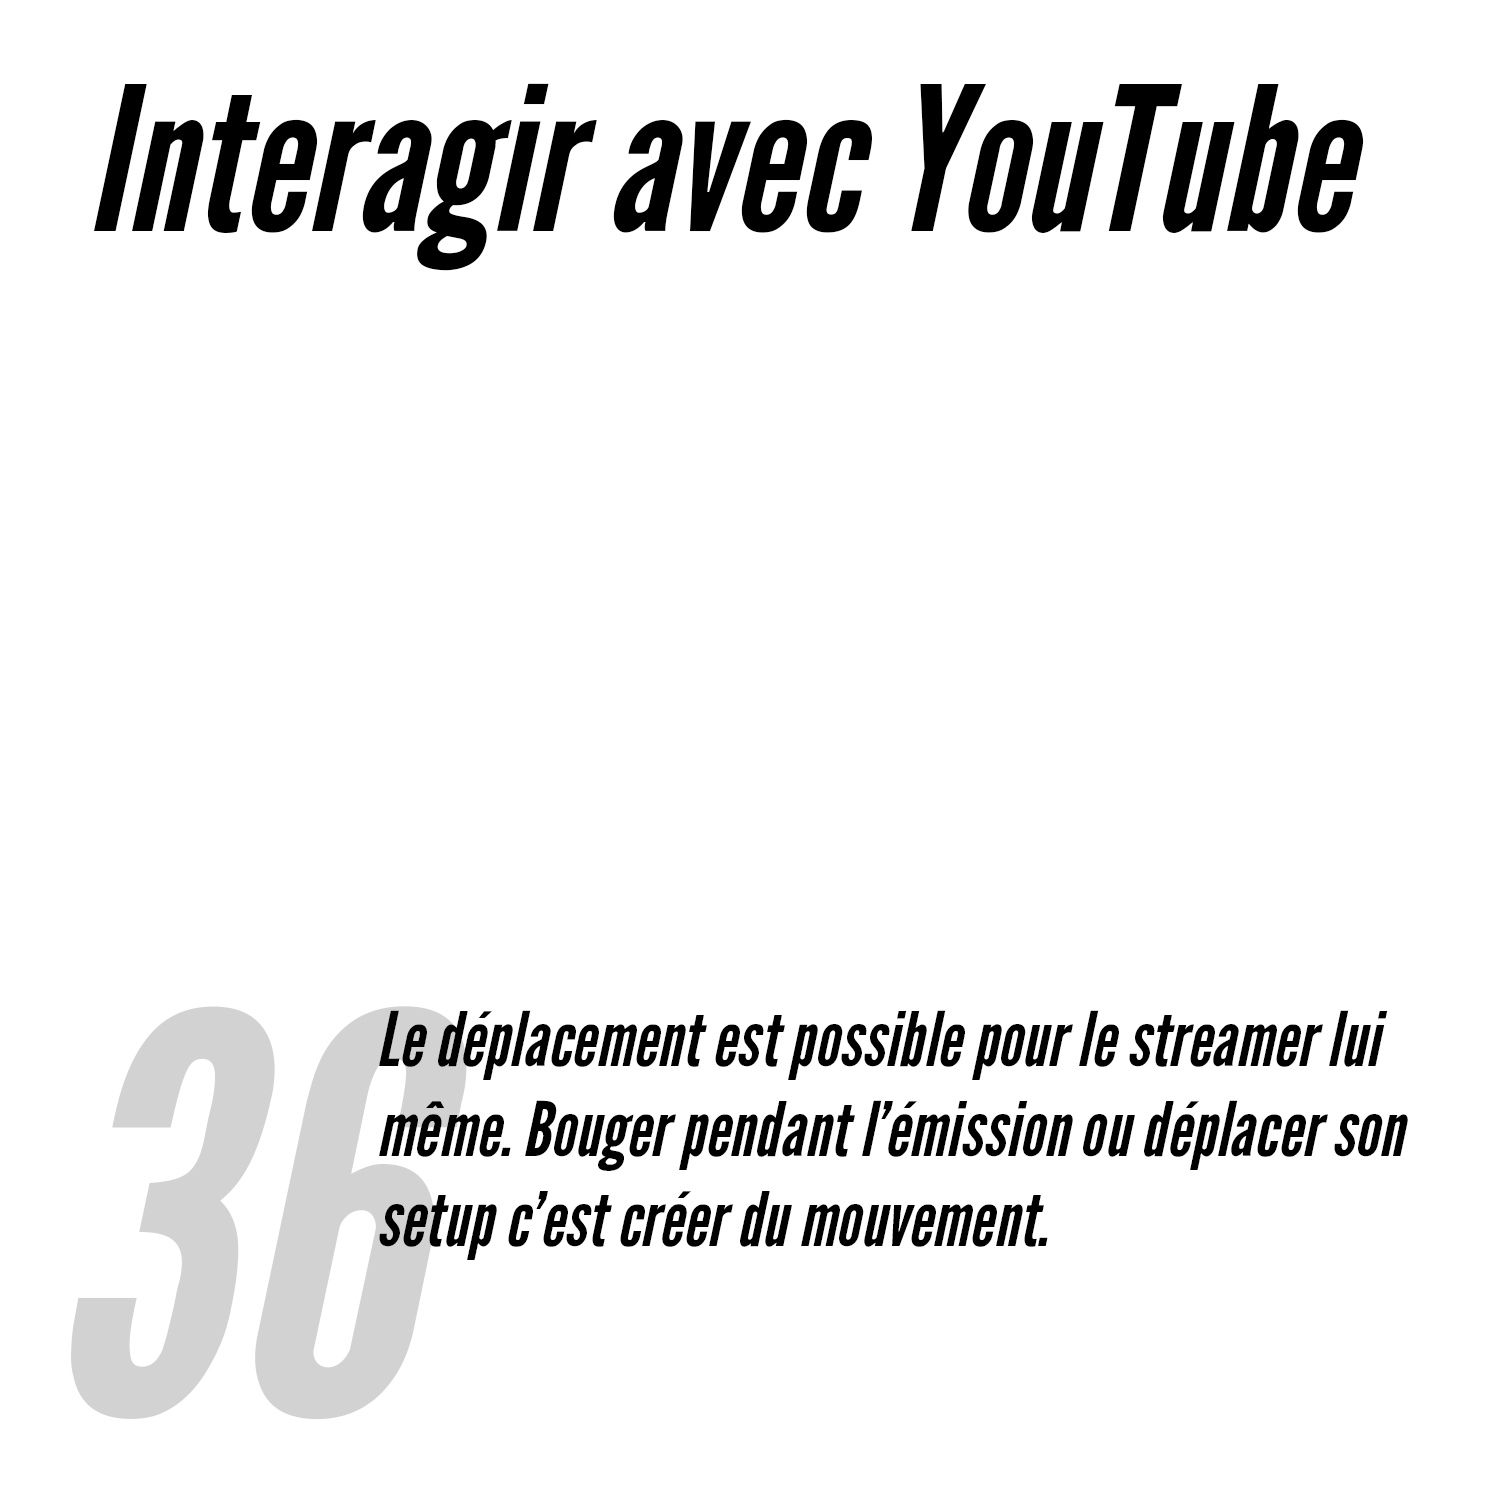 Interagir avec YouTube
36
Le déplacement est possible pour le streamer lui
même. Bouger pendant l’émission ou déplacer son
setup c’est créer du mouvement.